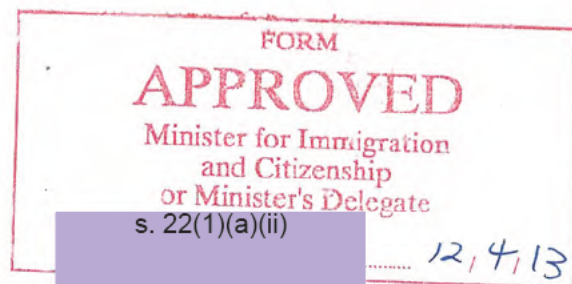 FORM
APPROVED
Minister for Immigration
and Citizenship
or Minister's Delegate
s. 22(1)(a)(ii)
12,4,13